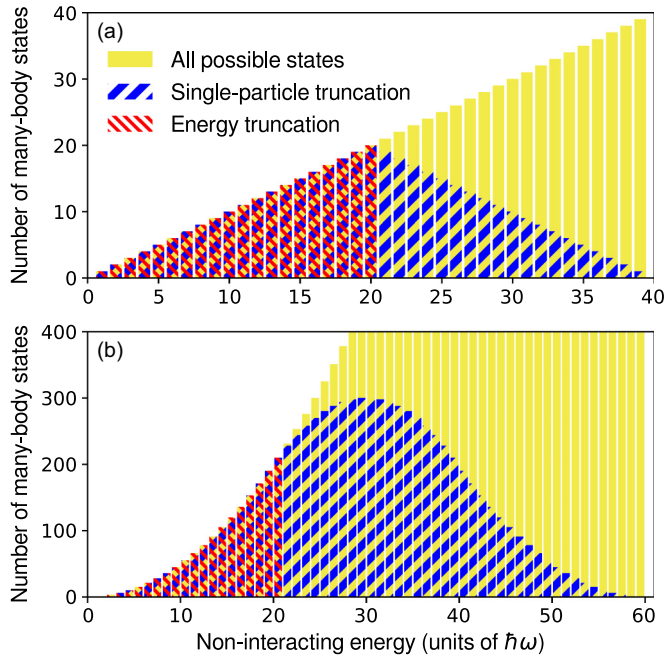 (a)
All possible states
Single-particle truncation
Energy truncation
Number of many-body states
40
30
20
10
0
0 5 10 15 20 25 30 35 40
(b)
Number of many-body states
400
300
200
100
0
0 10 20 30 40 50 60
Non-interacting energy (units of ℏω)